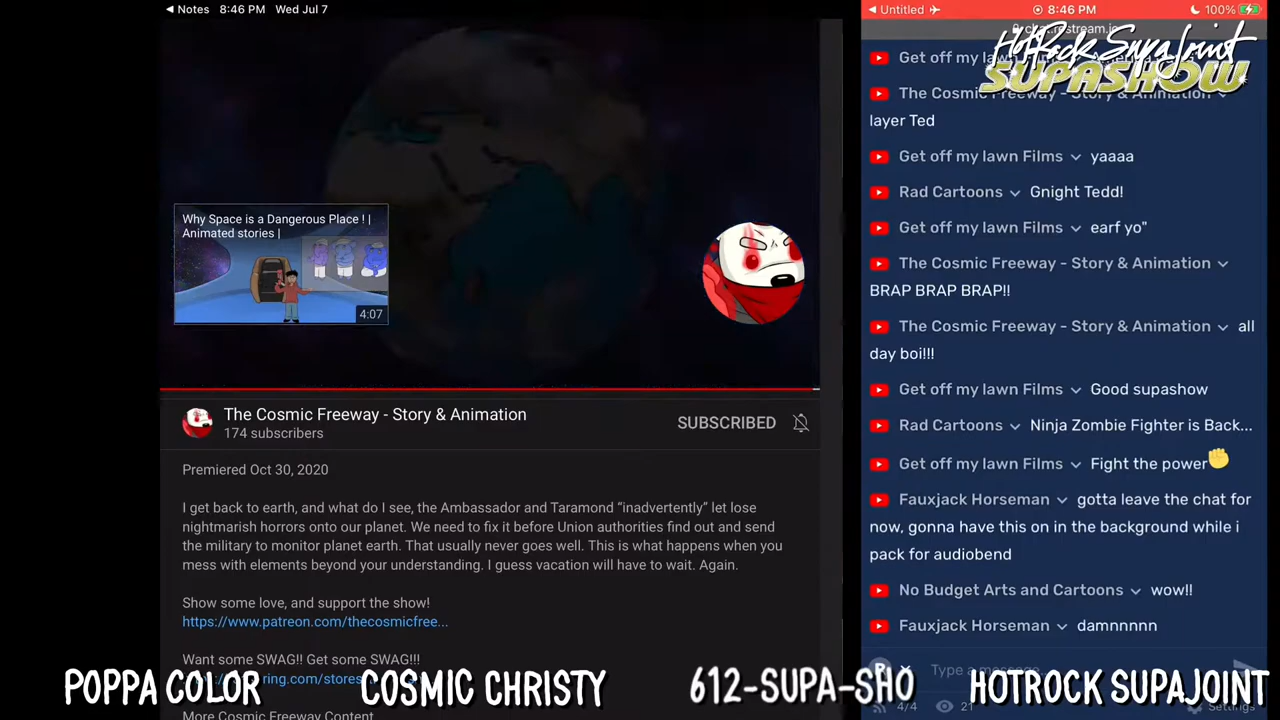 Notes 8:46 PM Wed Jul 7
Why Space is a Dangerous Place ! |
Animated stories |
4:07
The Cosmic Freeway - Story & Animation
174 subscribers
SUBSCRIBED
Premiered Oct 30, 2020
I get back to earth, and what do I see, the Ambassador and Taramond “inadvertently” let lose
nightmarish horrors onto our planet. We need to fix it before Union authorities find out and send
the military to monitor planet earth. That usually never goes well. This is what happens when you
mess with elements beyond your understanding. I guess vacation will have to wait. Again.
Show some love, and support the show!
https://www.patreon.com/thecosmicfree...
Want some SWAG!! Get some SWAG!!!
ring.com/stores
More Cosmic Freeway Content
Untitled 8:46 PM 100%
HotRock SupaJoint
SUPASHOW
Get off my lawn
The Cosmic Freeway - Story & Animation
layer Ted
Get off my lawn Films yaaaa
Rad Cartoons Gnight Tedd!
Get off my lawn Films earf yo"
The Cosmic Freeway - Story & Animation
BRAP BRAP BRAP!!
The Cosmic Freeway - Story & Animation all
day boi!!!
Get off my lawn Films Good supashow
Rad Cartoons Ninja Zombie Fighter is Back...
Get off my lawn Films Fight the power✊
Fauxjack Horseman gotta leave the chat for
now, gonna have this on in the background while i
pack for audiobend
No Budget Arts and Cartoons wow!!
Fauxjack Horseman damnnnnn
Type a message
4/4 21 Settings
POPPA COLOR COSMIC CHRISTY 612-SUPA-SHO HOTROCK SUPAJOINT